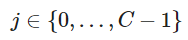 j ∈ {0, . . . , C − 1}